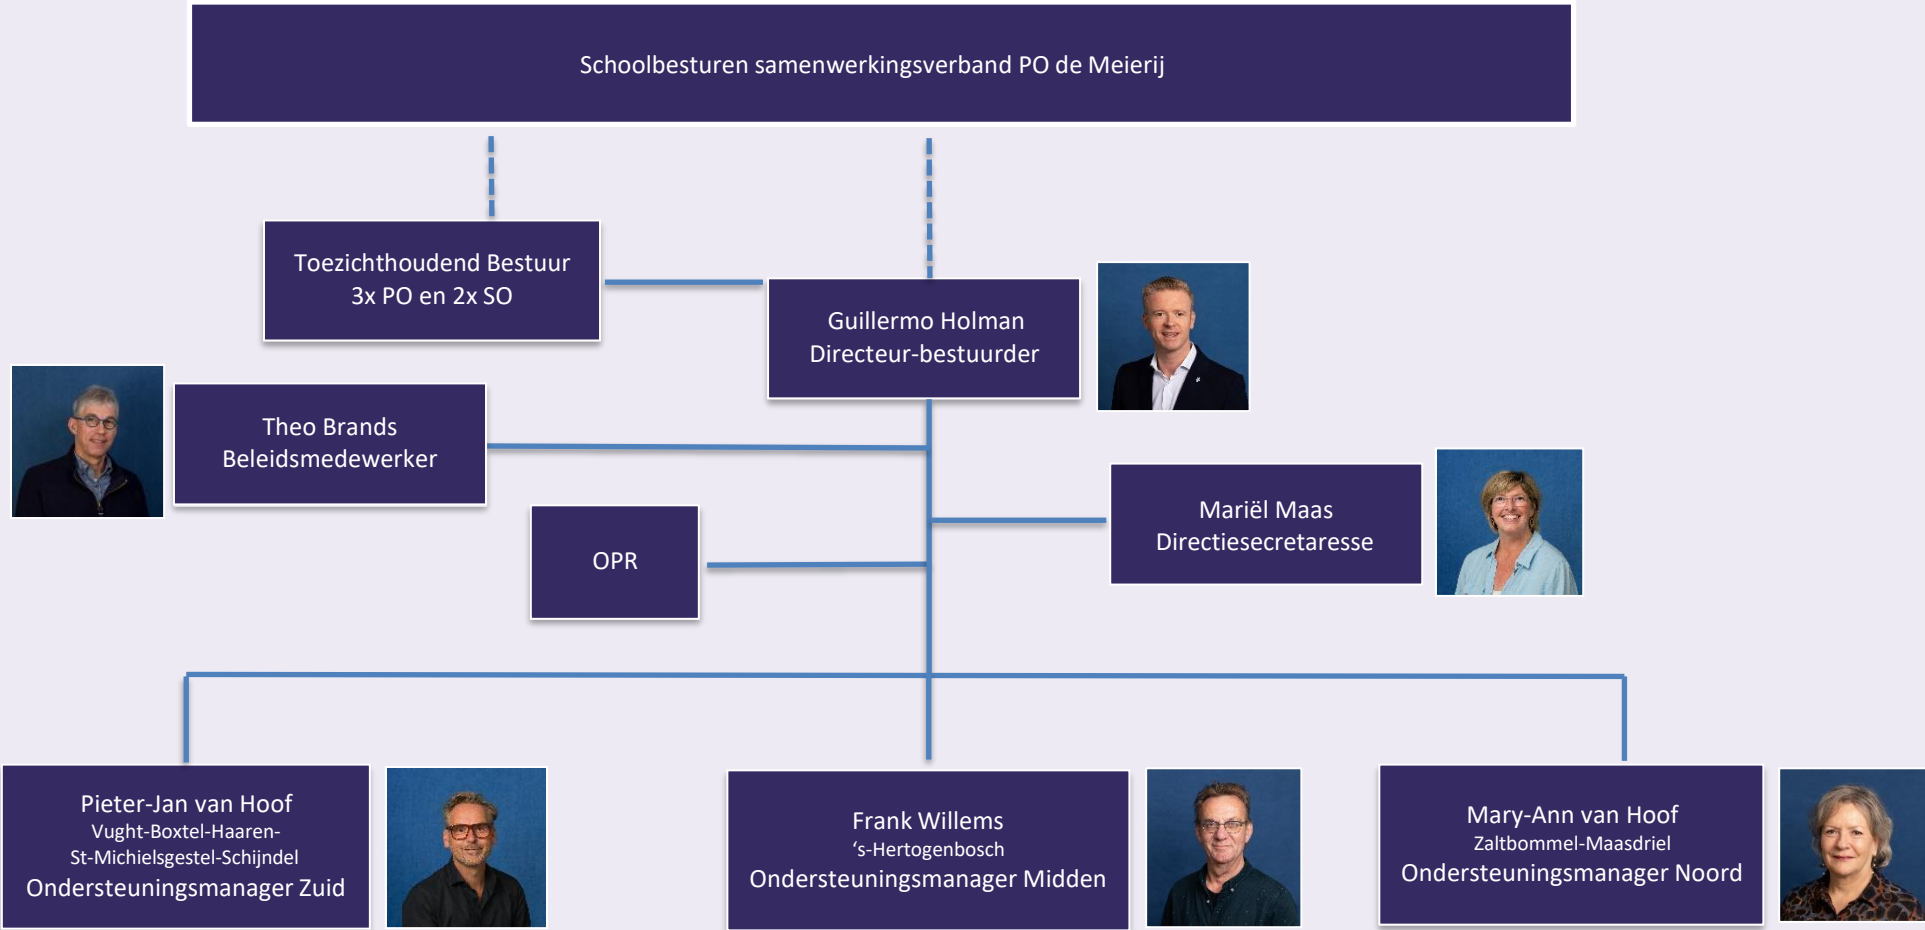 Schoolbesturen samenwerkingsverband PO de Meierij
Toezichthoudend Bestuur
3x PO en 2x SO
Guillermo Holman
Directeur-bestuurder
Theo Brands
Beleidsmedewerker
Mariël Maas
Directiesecretaresse
OPR
Pieter-Jan van Hoof
Vught-Boxtel-Haaren-
St-Michielsgestel-Schijndel
Ondersteuningsmanager Zuid
Frank Willems
‘s-Hertogenbosch
Ondersteuningsmanager Midden
Mary-Ann van Hoof
Zaltbommel-Maasdriel
Ondersteuningsmanager Noord